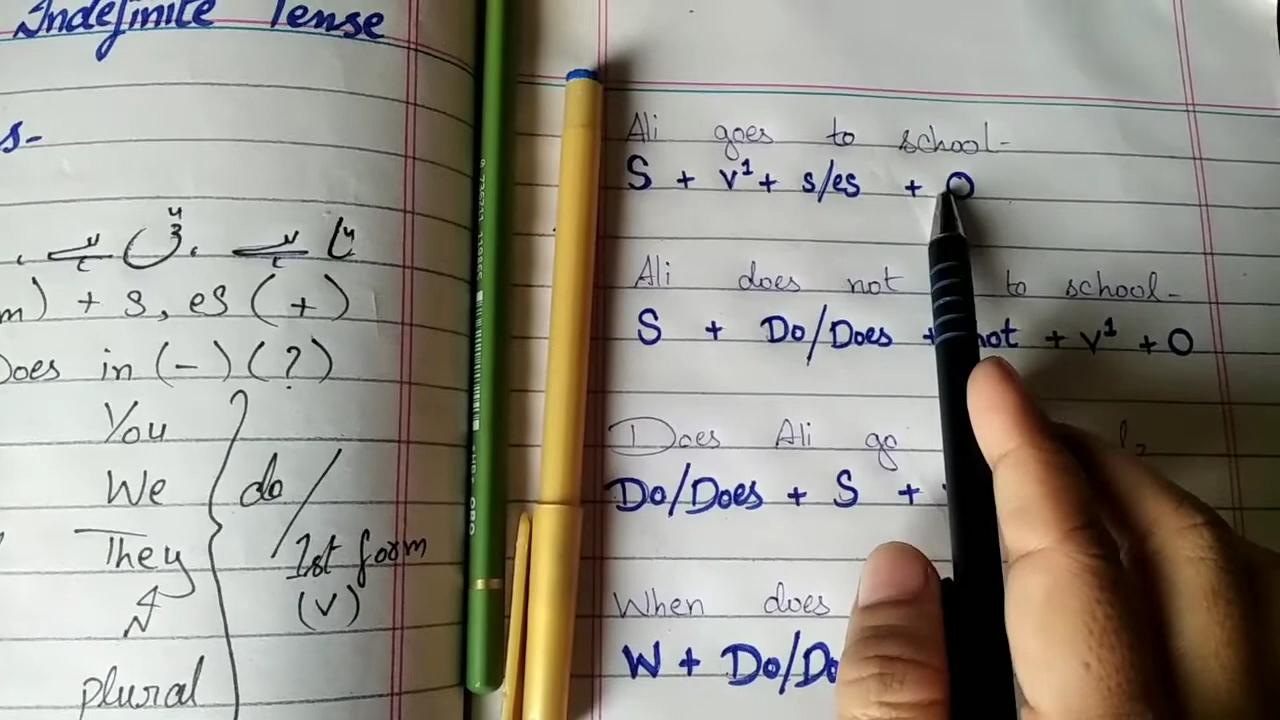 Indefinite Tense
s-
m) + s, es (+)
Does in (-) (?)
You
We
do /
They
1st form
(V)
plural
Ali goes to school-
S + V¹ + s/es + O
Ali does not to school-
S + Do/Does + not + V¹ + O
Does Ali go
Do/Does + S +
When does
W + Do/Do